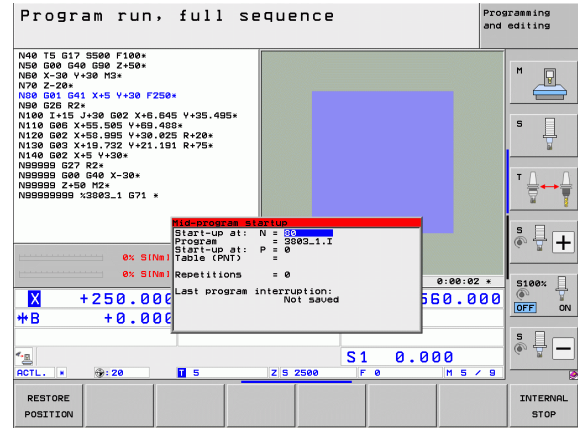 Program run, full sequence
Programming
and editing
N40 T5 G17 S500 F100*
N50 G00 G40 G90 Z+50*
N60 X-30 Y+30 M3*
N70 Z-20*
N80 G01 G41 X+5 Y+30 F250*
N90 G26 R2*
N100 I+15 J+30 G02 X+6.645 Y+35.495*
N110 G06 X+55.505 Y+69.488*
N120 G02 X+58.995 Y+30.025 R+20*
N130 G03 X+19.732 Y+21.191 R+75*
N140 G02 X+5 Y+30*
N99999 G27 R2*
N99999 G00 G40 X-30*
N99999 Z+50 M2*
N99999999 %3803_1 G71 *
Mid-program startup
Start-up at: N = 80
Program = 3803_1.I
Start-up at: P = 0
Table (PNT) =
Repetitions = 0
Last program interruption:
Not saved
0% S[Nm]
0% S[Nm]
0:00:02 *
X +250.000
60.000
B +0.000
S1 0.000
ACTL. * : 20 T 5 Z S 2500 F 0 M 5 / 9
M
S
T
S
S100%
OFF ON
S
RESTORE
POSITION
INTERNAL
STOP